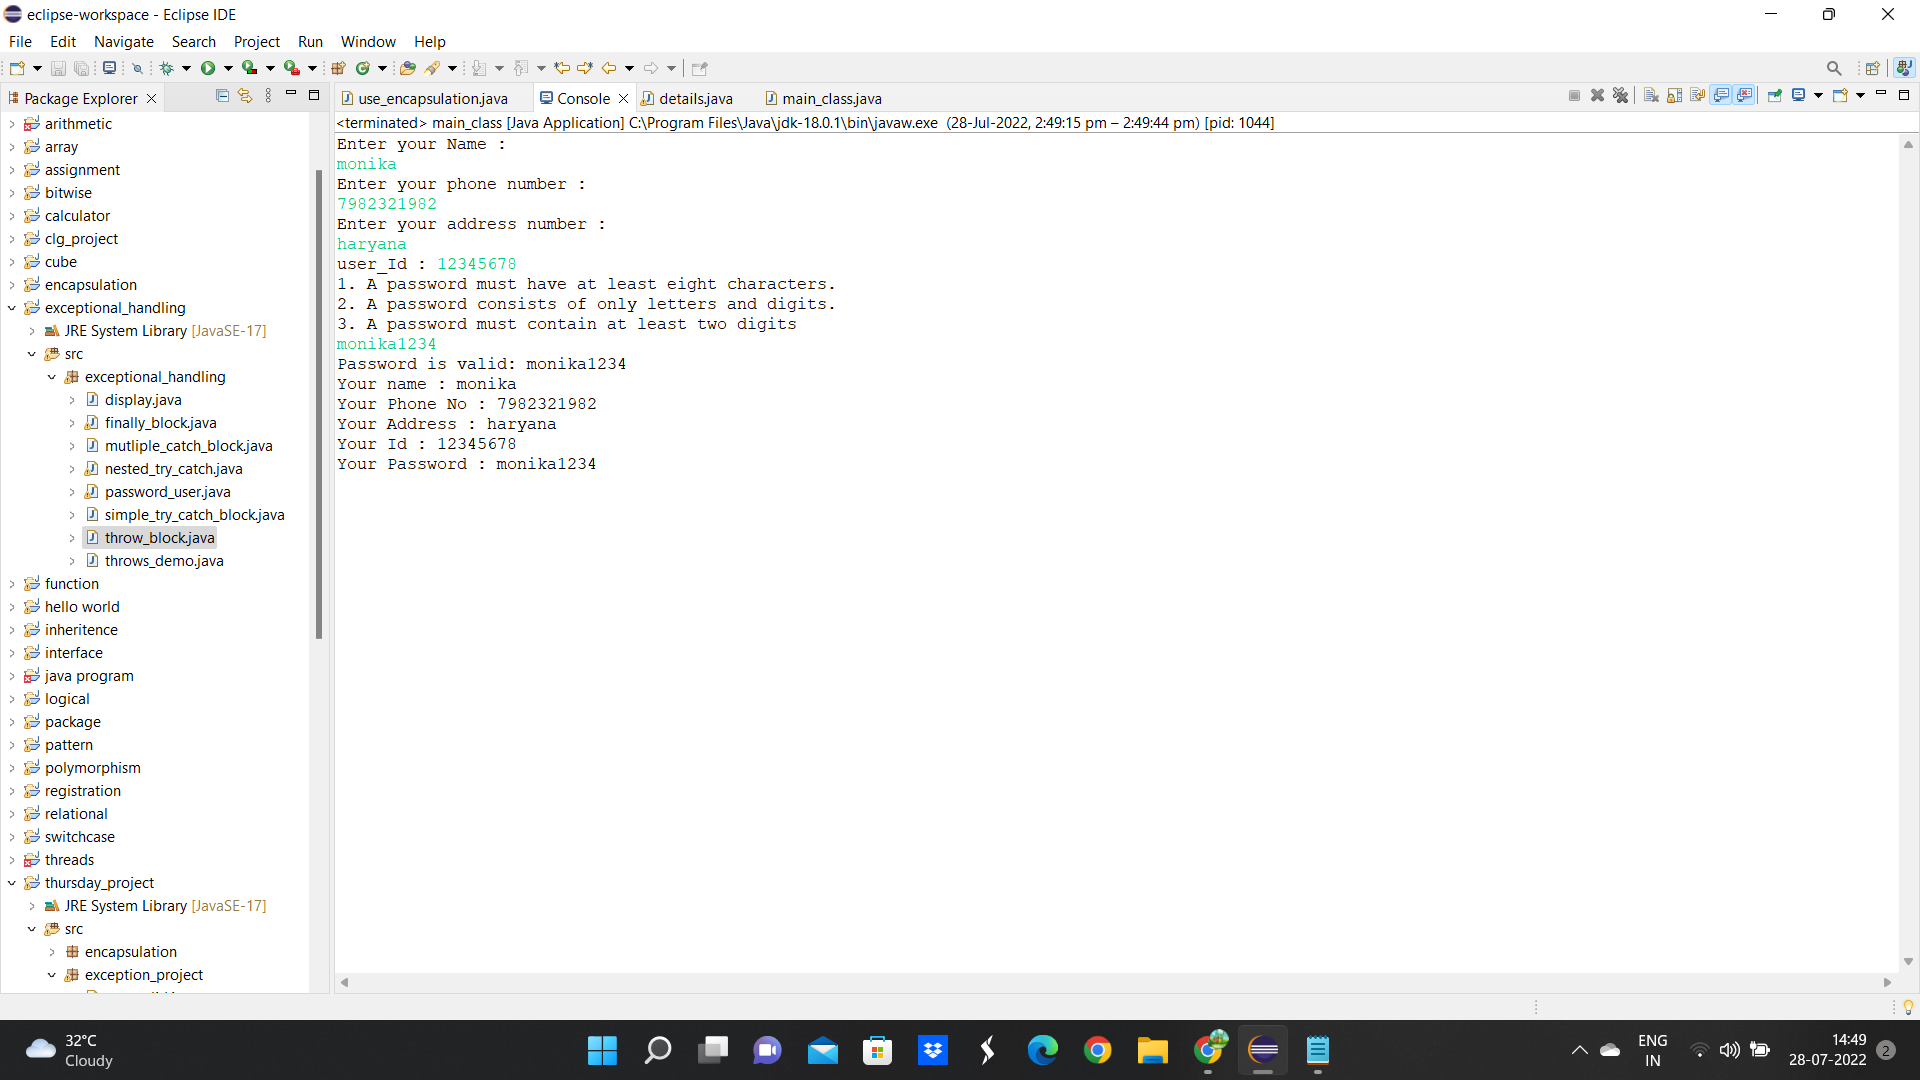 eclipse-workspace - Eclipse IDE
File Edit Navigate Search Project Run Window Help
Package Explorer
use_encapsulation.java Console details.java main_class.java
<terminated> main_class [Java Application] C:\Program Files\Java\jdk-18.0.1\bin\javaw.exe (28-Jul-2022, 2:49:15 pm – 2:49:44 pm) [pid: 1044]
arithmetic
array
assignment
bitwise
calculator
clg_project
cube
encapsulation
exceptional_handling
JRE System Library [JavaSE-17]
src
exceptional_handling
display.java
finally_block.java
mutliple_catch_block.java
nested_try_catch.java
password_user.java
simple_try_catch_block.java
throw_block.java
throws_demo.java
function
hello world
inheritence
interface
java program
logical
package
pattern
polymorphism
registration
relational
switchcase
threads
thursday_project
JRE System Library [JavaSE-17]
src
encapsulation
exception_project
Enter your Name :
monika
Enter your phone number :
7982321982
Enter your address number :
haryana
user_Id : 12345678
1. A password must have at least eight characters.
2. A password consists of only letters and digits.
3. A password must contain at least two digits
monika1234
Password is valid: monika1234
Your name : monika
Your Phone No : 7982321982
Your Address : haryana
Your Id : 12345678
Your Password : monika1234
32°C
Cloudy
ENG
IN
14:49
28-07-2022
2